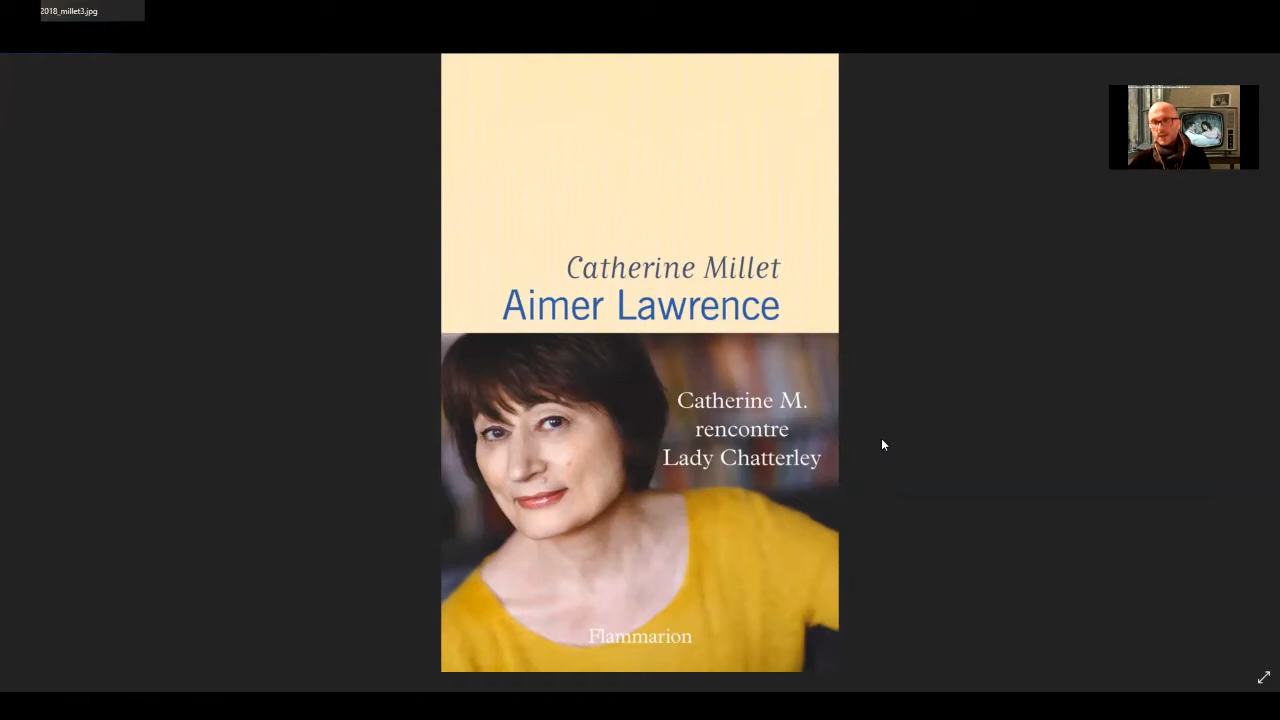 2018_millet3.jpg
Catherine Millet
Aimer Lawrence
Catherine M.
rencontre
Lady Chatterley
Flammarion